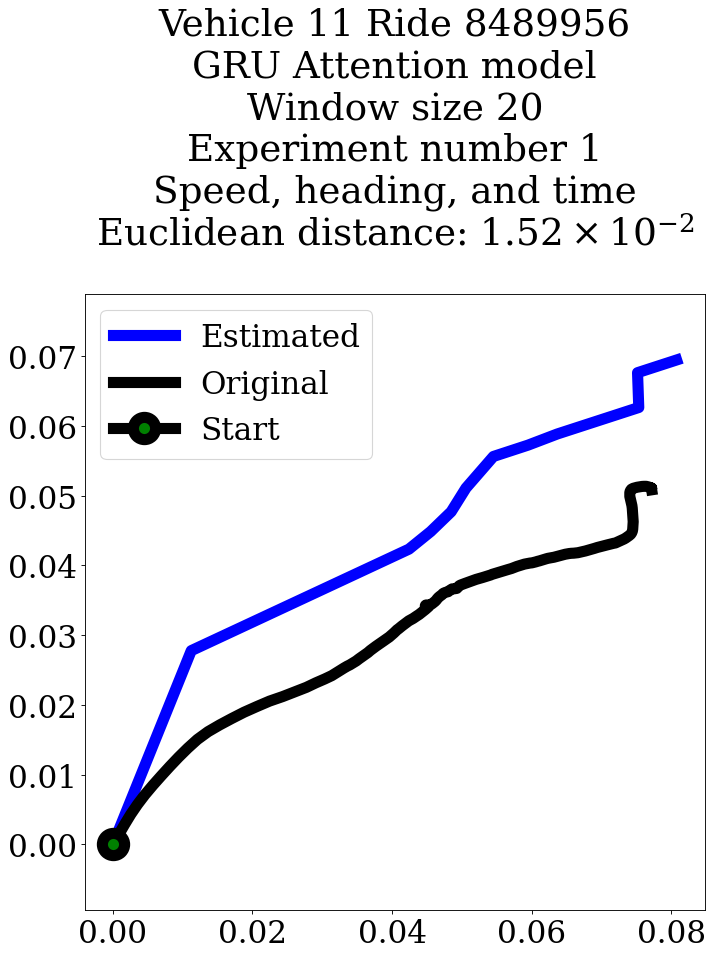 Vehicle 11 Ride 8489956
GRU Attention model
Window size 20
Experiment number 1
Speed, heading, and time
Euclidean distance: 1.52 × 10⁻²
Estimated
Original
Start
0.07
0.06
0.05
0.04
0.03
0.02
0.01
0.00
0.00 0.02 0.04 0.06 0.08